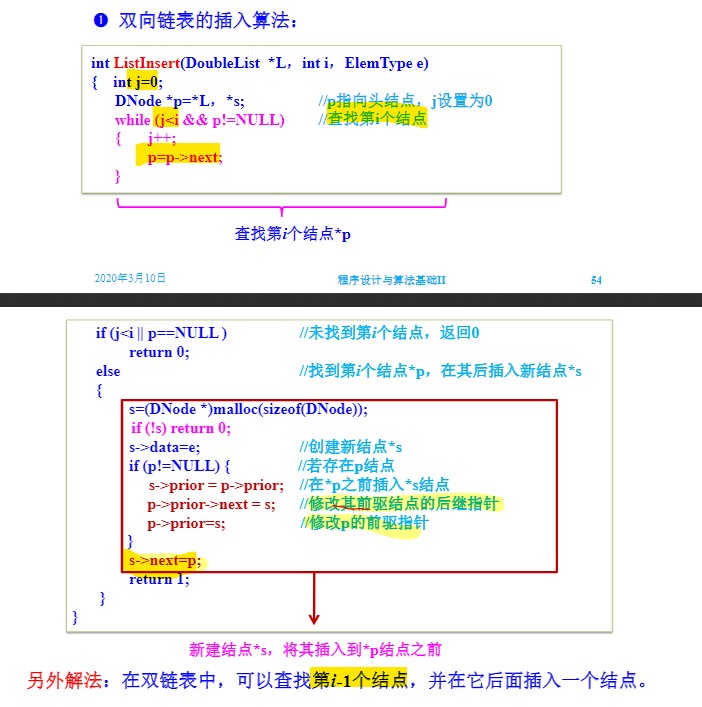 ❶ 双向链表的插入算法：
int ListInsert(DoubleList *L，int i，ElemType e)
{ int j=0;
DNode *p=*L，*s; //p指向头结点，j设置为0
while (j<i && p!=NULL) //查找第i个结点
{ j++;
p=p->next;
}
查找第i个结点*p
2020年3月10日 程序设计与算法基础II 54
if (j<i || p==NULL ) //未找到第i个结点，返回0
return 0;
else //找到第i个结点*p，在其后插入新结点*s
{
s=(DNode *)malloc(sizeof(DNode));
if (!s) return 0;
s->data=e; //创建新结点*s
if (p!=NULL) { //若存在p结点
s->prior = p->prior; //在*p之前插入*s结点
p->prior->next = s; //修改其前驱结点的后继指针
p->prior=s; //修改p的前驱指针
}
s->next=p;
return 1;
}
}
新建结点*s，将其插入到*p结点之前
另外解法：在双链表中，可以查找第i-1个结点，并在它后面插入一个结点。